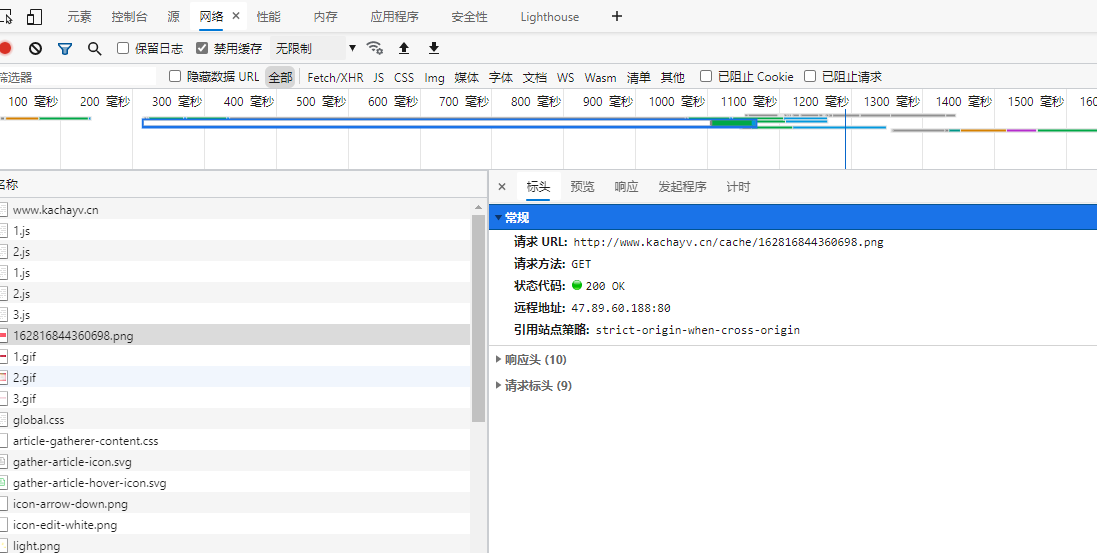 元素 控制台 源 网络 × 性能 内存 应用程序 安全性 Lighthouse +
保留日志 禁用缓存 无限制
筛选器 隐藏数据 URL 全部 Fetch/XHR JS CSS Img 媒体 字体 文档 WS Wasm 清单 其他 已阻止 Cookie 已阻止请求
100 毫秒 200 毫秒 300 毫秒 400 毫秒 500 毫秒 600 毫秒 700 毫秒 800 毫秒 900 毫秒 1000 毫秒 1100 毫秒 1200 毫秒 1300 毫秒 1400 毫秒 1500 毫秒
名称
www.kachayv.cn
1.js
2.js
1.js
2.js
3.js
162816844360698.png
1.gif
2.gif
3.gif
global.css
article-gatherer-content.css
gather-article-icon.svg
gather-article-hover-icon.svg
icon-arrow-down.png
icon-edit-white.png
light.png
× 标头 预览 响应 发起程序 计时
常规
请求 URL: http://www.kachayv.cn/cache/162816844360698.png
请求方法: GET
状态代码: 200 OK
远程地址: 47.89.60.188:80
引用站点策略: strict-origin-when-cross-origin
响应头 (10)
请求标头 (9)